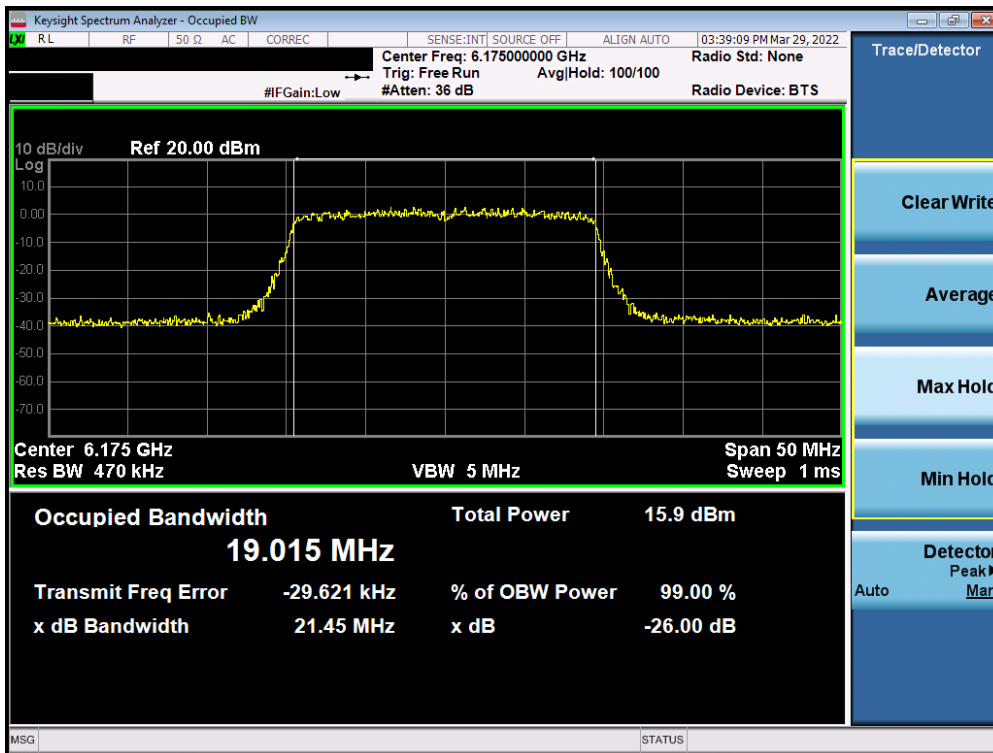 Keysight Spectrum Analyzer - Occupied BW
LXI RL RF 50 Ω AC CORREC SENSE:INT SOURCE OFF ALIGN AUTO 03:39:09 PM Mar 29, 2022
Center Freq: 6.175000000 GHz Radio Std: None
Trig: Free Run Avg|Hold: 100/100
#IFGain:Low #Atten: 36 dB Radio Device: BTS
10 dB/div Ref 20.00 dBm
Log
10.0
0.00
-10.0
-20.0
-30.0
-40.0
-50.0
-60.0
-70.0
Center 6.175 GHz Span 50 MHz
Res BW 470 kHz VBW 5 MHz Sweep 1 ms
Occupied Bandwidth Total Power 15.9 dBm
19.015 MHz
Transmit Freq Error -29.621 kHz % of OBW Power 99.00 %
x dB Bandwidth 21.45 MHz x dB -26.00 dB
MSG STATUS
Trace/Detector
Clear Write
Average
Max Hold
Min Hold
Detector
Peak
Auto Man